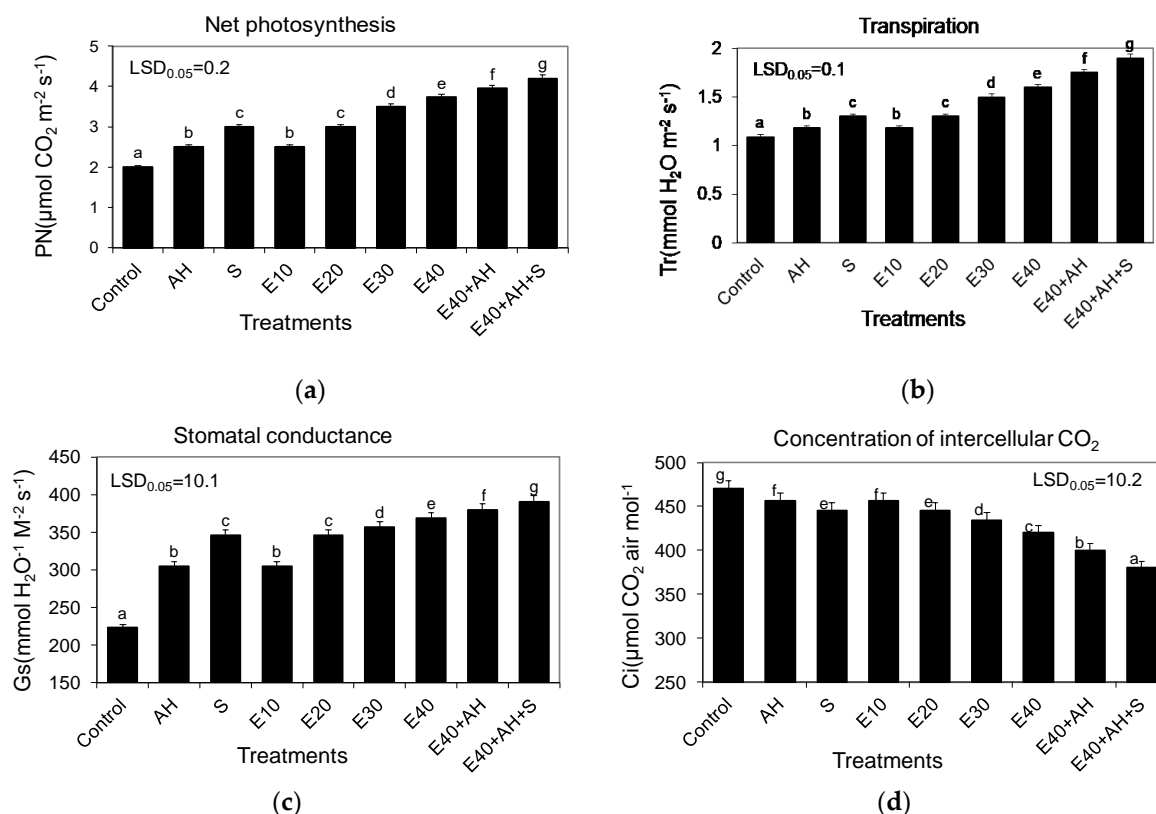 Net photosynthesis
LSD0.05=0.2
PN(µmol CO2 m-2 s-1)
5
4
3
2
1
0
a
b
c
b
c
d
e
f
g
Control
AH
S
E10
E20
E30
E40
E40+AH
E40+AH+S
Treatments
(a)
Transpiration
LSD0.05=0.1
Tr(mmol H2O m-2 s-1)
2
1.5
1
0.5
0
a
b
c
b
c
d
e
f
g
Control
AH
S
E10
E20
E30
E40
E40+AH
E40+AH+S
Treatments
(b)
Stomatal conductance
LSD0.05=10.1
Gs(mmol H2O-1 M-2 s-1)
450
400
350
300
250
200
150
a
b
c
b
c
d
e
f
g
Control
AH
S
E10
E20
E30
E40
E40+AH
E40+AH+S
Treatments
(c)
Concentration of intercellular CO2
LSD0.05=10.2
Ci(µmol CO2 air mol-1
500
450
400
350
300
250
g
f
e
f
e
d
c
b
a
Control
AH
S
E10
E20
E30
E40
E40+AH
E40+AH+S
Treatments
(d)